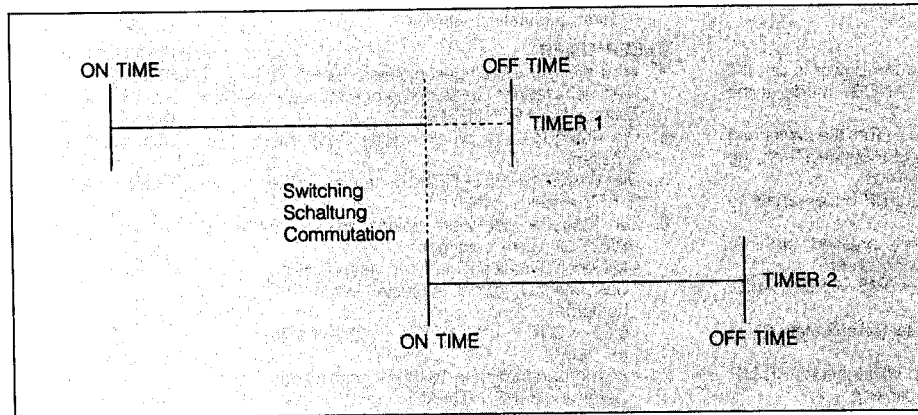 ON TIME
OFF TIME
TIMER 1
Switching
Schaltung
Commutation
TIMER 2
ON TIME
OFF TIME